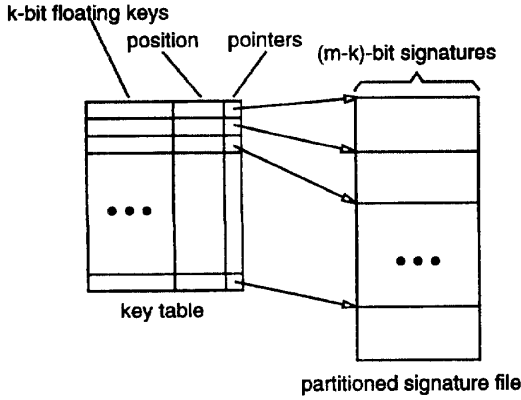 k-bit floating keys
position
pointers
(m-k)-bit signatures
key table
partitioned signature file